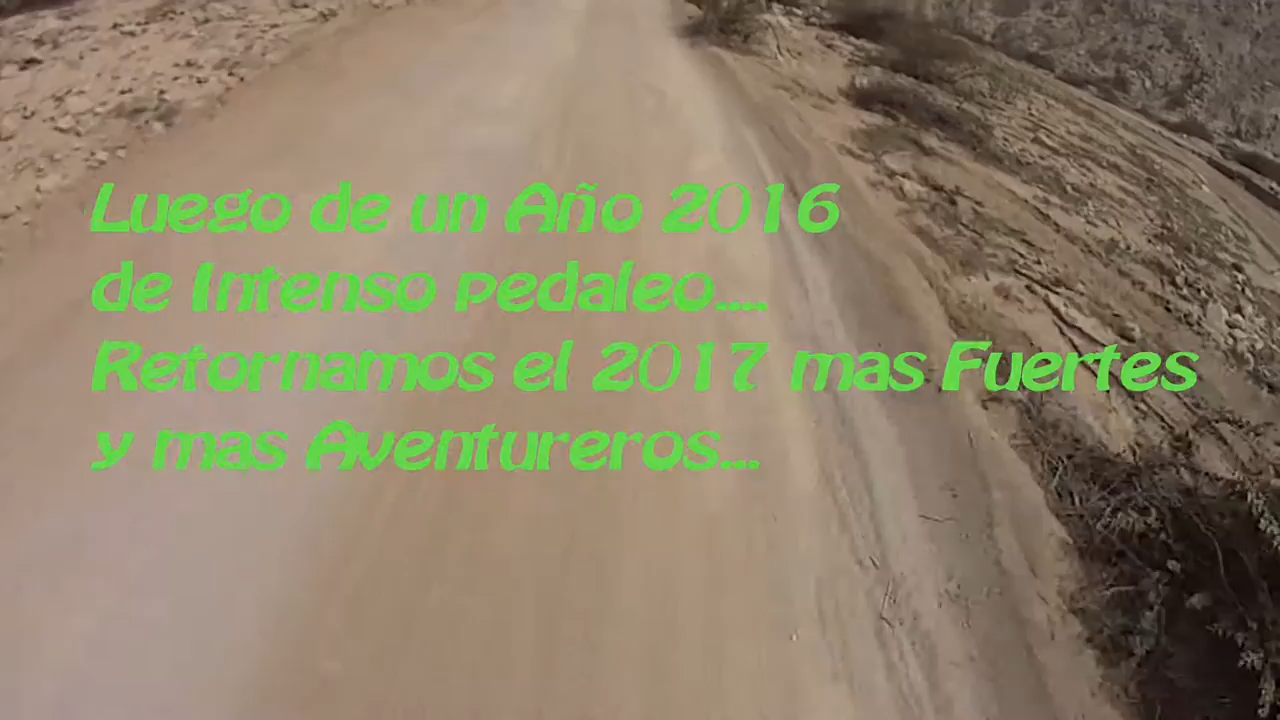 Luego de un Año 2016
de Intenso pedaleo....
Retornamos el 2017 mas Fuertes
y mas Aventureros...